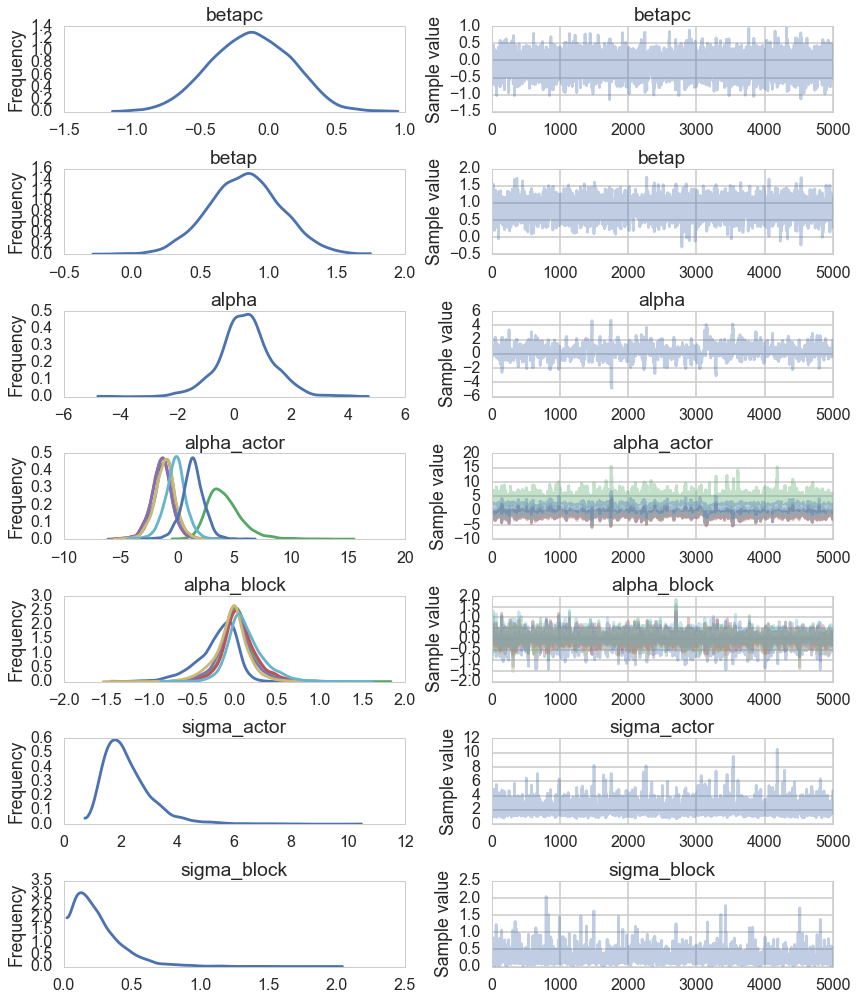 betapc betapc
Frequency 1.4 1.2 1.0 0.8 0.6 0.4 0.2 0.0
−1.5 −1.0 −0.5 0.0 0.5 1.0
Sample value 1.0 0.5 0.0 −0.5 −1.0 −1.5
0 1000 2000 3000 4000 5000
betap betap
Frequency 1.6 1.4 1.2 1.0 0.8 0.6 0.4 0.2 0.0
−0.5 0.0 0.5 1.0 1.5 2.0
Sample value 2.0 1.5 1.0 0.5 0.0 −0.5
0 1000 2000 3000 4000 5000
alpha alpha
Frequency 0.5 0.4 0.3 0.2 0.1 0.0
−6 −4 −2 0 2 4 6
Sample value 6 4 2 0 −2 −4 −6
0 1000 2000 3000 4000 5000
alpha_actor alpha_actor
Frequency 0.5 0.4 0.3 0.2 0.1 0.0
−10 −5 0 5 10 15 20
Sample value 20 15 10 5 0 −5 −10
0 1000 2000 3000 4000 5000
alpha_block alpha_block
Frequency 3.0 2.5 2.0 1.5 1.0 0.5 0.0
−2.0 −1.5 −1.0 −0.5 0.0 0.5 1.0 1.5 2.0
Sample value 2.0 1.5 1.0 0.5 0.0 −0.5 −1.0 −1.5 −2.0
0 1000 2000 3000 4000 5000
sigma_actor sigma_actor
Frequency 0.6 0.5 0.4 0.3 0.2 0.1 0.0
0 2 4 6 8 10 12
Sample value 12 10 8 6 4 2 0
0 1000 2000 3000 4000 5000
sigma_block sigma_block
Frequency 3.5 3.0 2.5 2.0 1.5 1.0 0.5 0.0
0.0 0.5 1.0 1.5 2.0 2.5
Sample value 2.5 2.0 1.5 1.0 0.5 0.0
0 1000 2000 3000 4000 5000